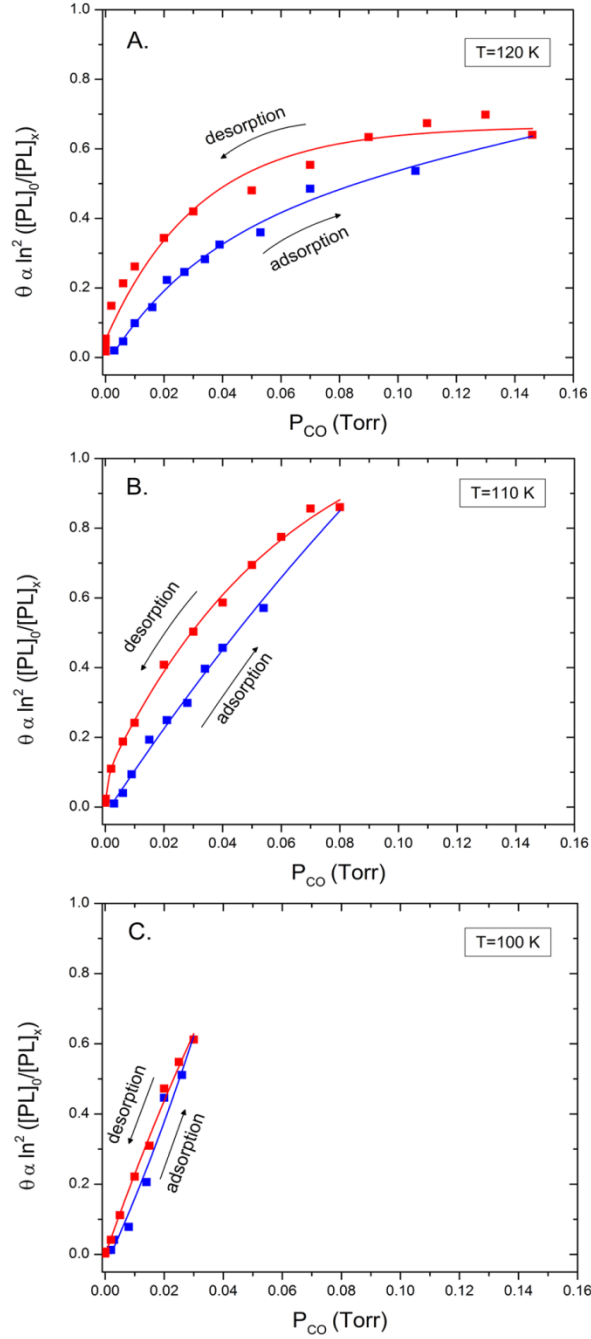 A.
T=120 K
desorption
adsorption
θ α ln² ([PL]₀/[PL]ₓ)
1.0
0.8
0.6
0.4
0.2
0.0
0.00 0.02 0.04 0.06 0.08 0.10 0.12 0.14 0.16
P_CO (Torr)
B.
T=110 K
desorption
adsorption
θ α ln² ([PL]₀/[PL]ₓ)
1.0
0.8
0.6
0.4
0.2
0.0
0.00 0.02 0.04 0.06 0.08 0.10 0.12 0.14 0.16
P_CO (Torr)
C.
T=100 K
desorption
adsorption
θ α ln² ([PL]₀/[PL]ₓ)
1.0
0.8
0.6
0.4
0.2
0.0
0.00 0.02 0.04 0.06 0.08 0.10 0.12 0.14 0.16
P_CO (Torr)